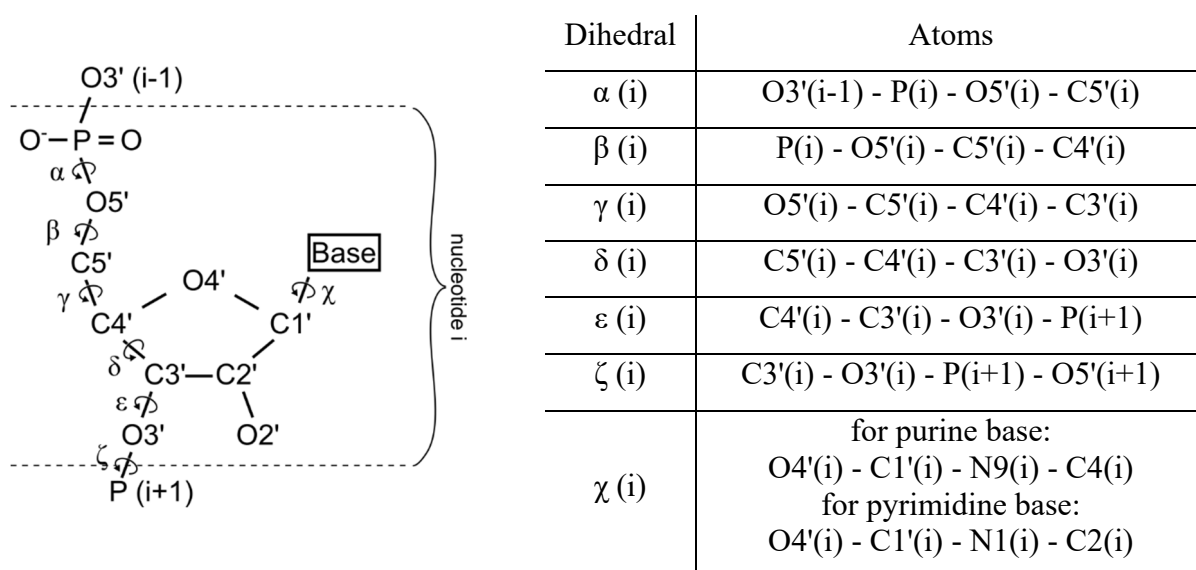 O3' (i-1)
O⁻ P = O
α
O5'
β
C5'
Base
γ
O4'
χ
C4'
C1'
δ
C3' C2'
ε
O3'
O2'
ζ
P (i+1)
nucleotide i
Dihedral Atoms
α (i) O3'(i-1) - P(i) - O5'(i) - C5'(i)
β (i) P(i) - O5'(i) - C5'(i) - C4'(i)
γ (i) O5'(i) - C5'(i) - C4'(i) - C3'(i)
δ (i) C5'(i) - C4'(i) - C3'(i) - O3'(i)
ε (i) C4'(i) - C3'(i) - O3'(i) - P(i+1)
ζ (i) C3'(i) - O3'(i) - P(i+1) - O5'(i+1)
χ (i)
for purine base:
O4'(i) - C1'(i) - N9(i) - C4(i)
for pyrimidine base:
O4'(i) - C1'(i) - N1(i) - C2(i)